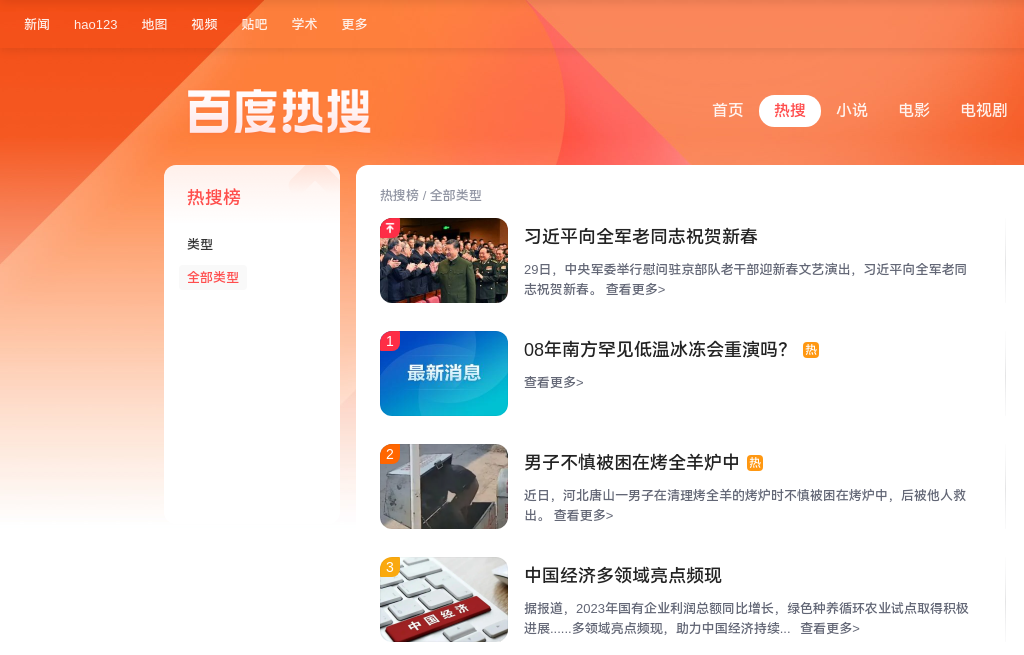 新闻 hao123 地图 视频 贴吧 学术 更多
百度热搜
首页 热搜 小说 电影 电视剧
热搜榜
类型
全部类型
热搜榜 / 全部类型
习近平向全军老同志祝贺新春
29日，中央军委举行慰问驻京部队老干部迎新春文艺演出，习近平向全军老同
志祝贺新春。 查看更多>
1
最新消息
08年南方罕见低温冰冻会重演吗？ 热
查看更多>
2
男子不慎被困在烤全羊炉中 热
近日，河北唐山一男子在清理烤全羊的烤炉时不慎被困在烤炉中，后被他人救
出。 查看更多>
3
中国经济
中国经济多领域亮点频现
据报道，2023年国有企业利润总额同比增长，绿色种养循环农业试点取得积极
进展......多领域亮点频现，助力中国经济持续... 查看更多>